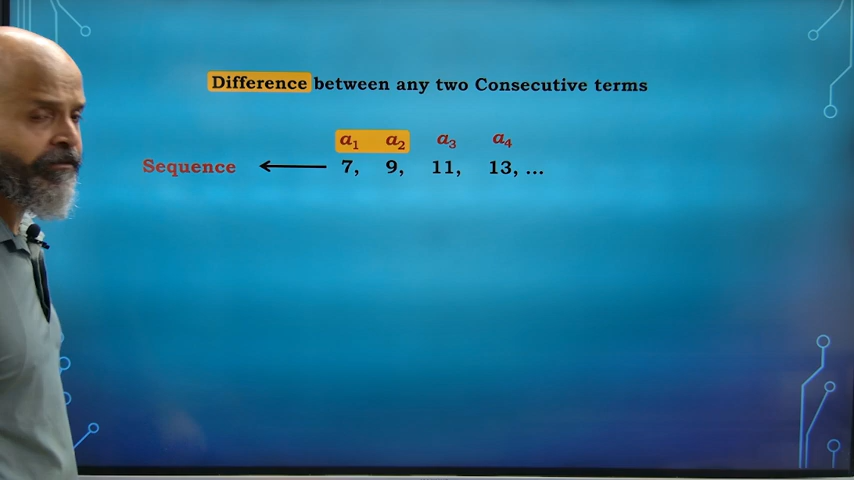 Difference between any two Consecutive terms
a₁ a₂ a₃ a₄
Sequence ← 7, 9, 11, 13, ...